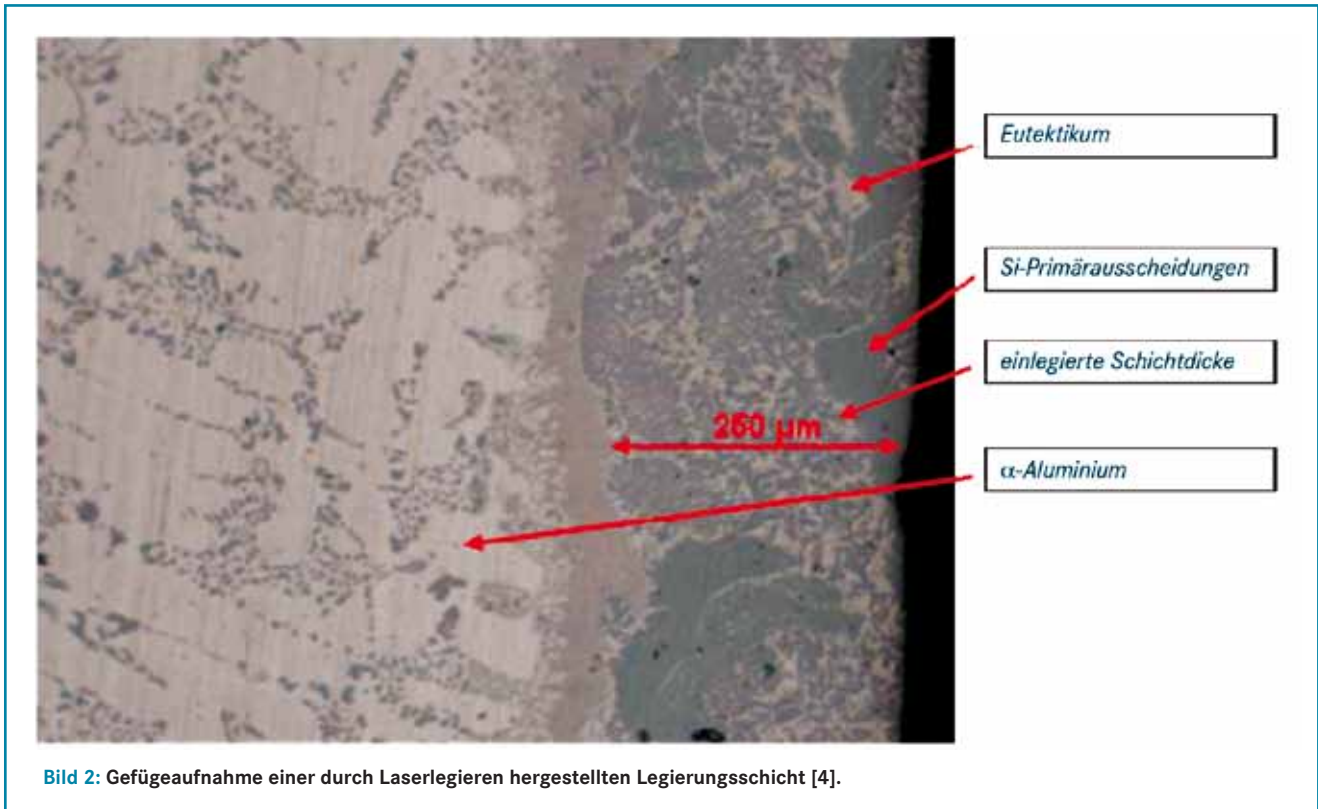 Eutektikum
Si-Primärausscheidungen
einlegierte Schichtdicke
260 µm
α-Aluminium
Bild 2: Gefügeaufnahme einer durch Laserlegieren hergestellten Legierungsschicht [4].